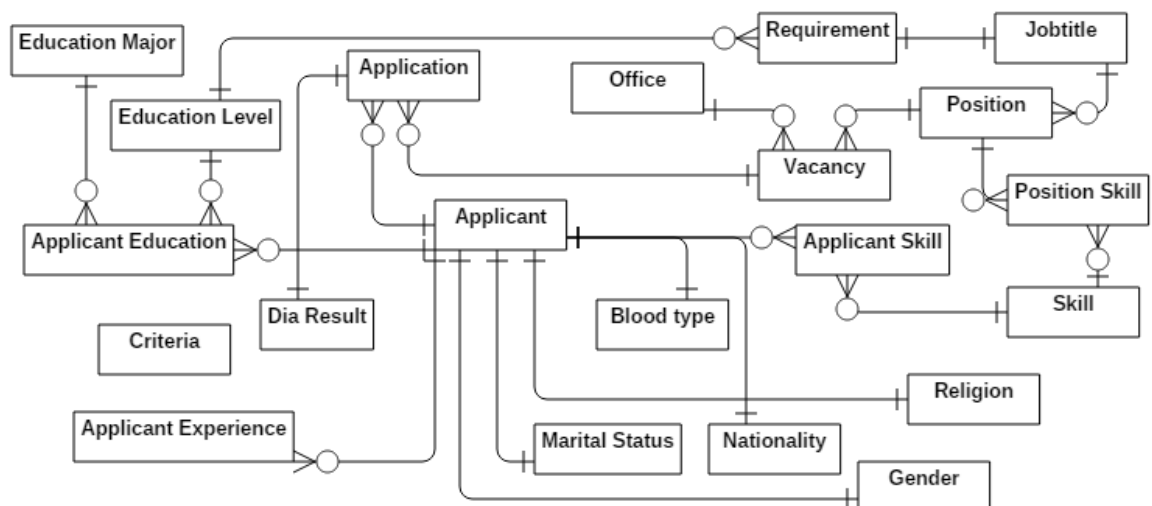 Education Major
Requirement
Jobtitle
Application
Office
Education Level
Position
Vacancy
Position Skill
Applicant
Applicant Education
Applicant Skill
Dia Result
Blood type
Skill
Criteria
Religion
Applicant Experience
Marital Status
Nationality
Gender